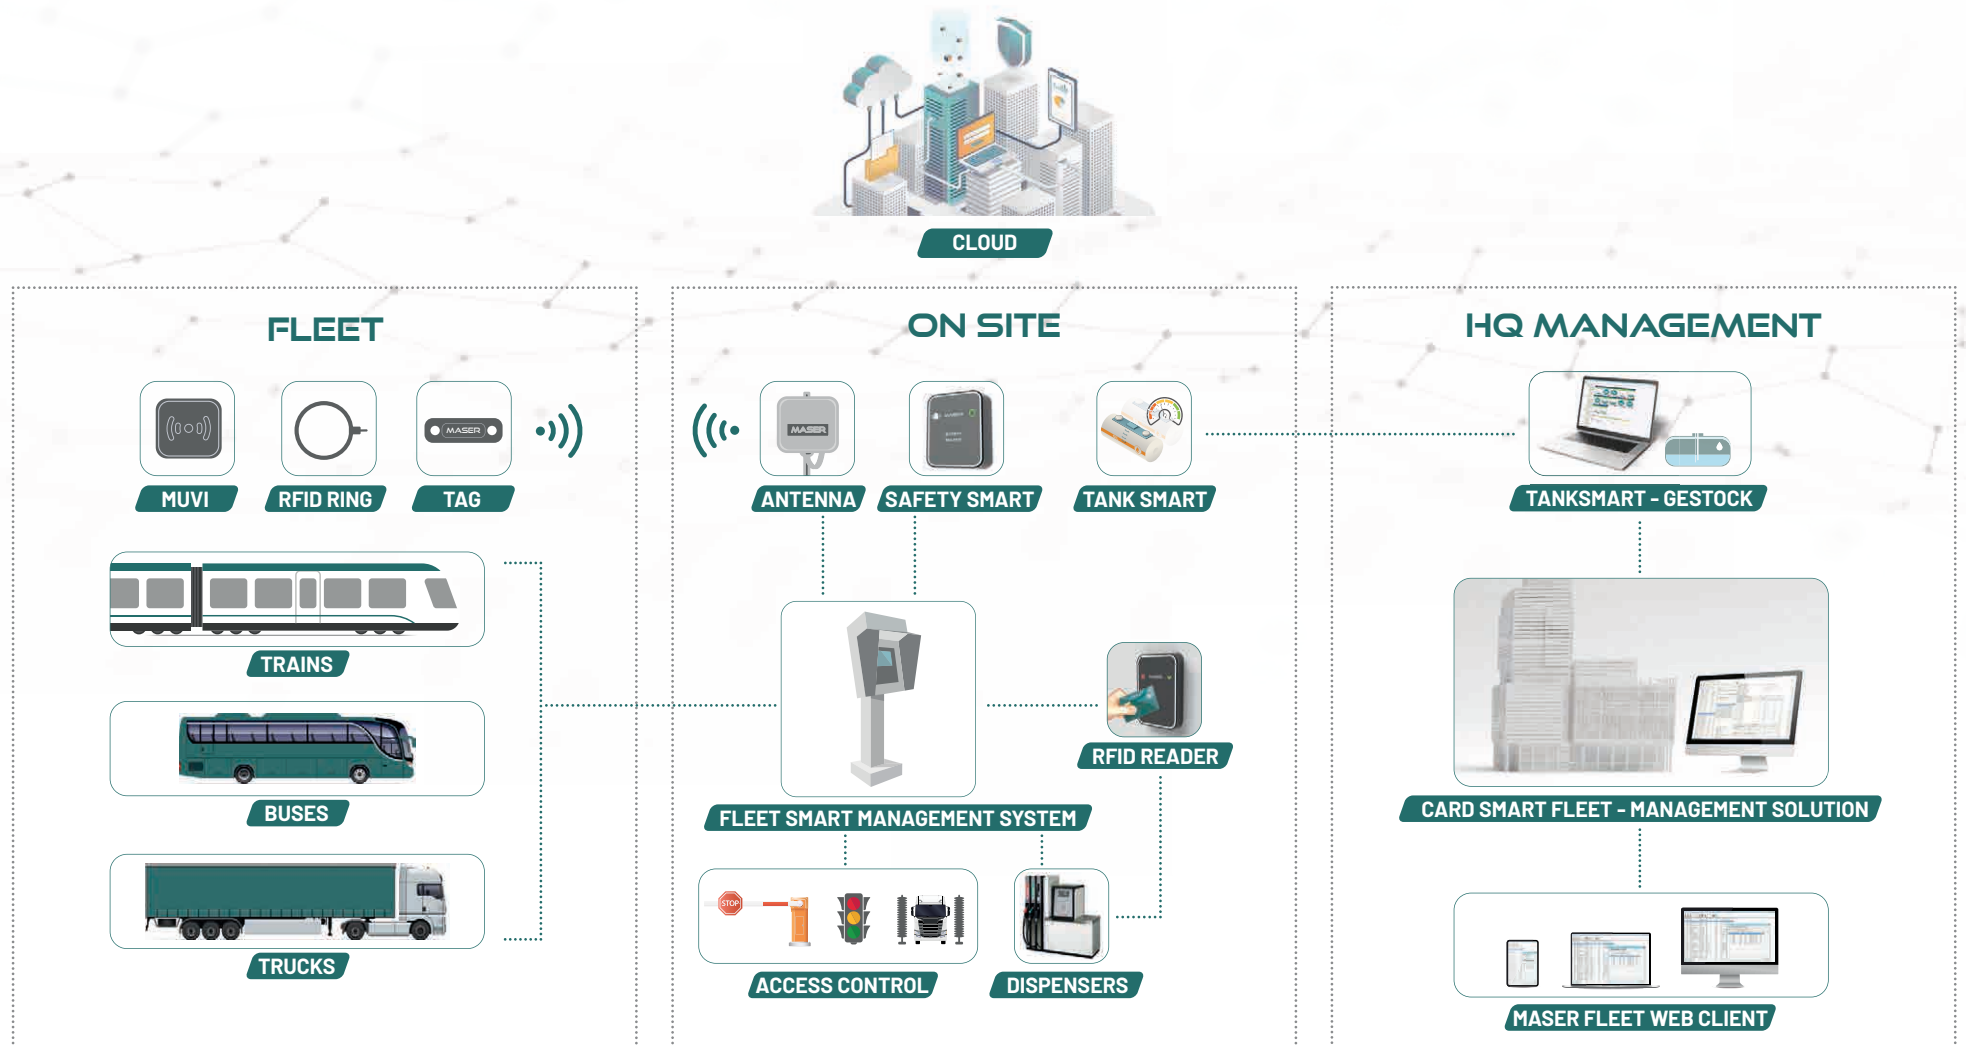 CLOUD
FLEET
MASER
MUVI
RFID RING
TAG
TRAINS
BUSES
TRUCKS
ON SITE
MASER
ANTENNA
SAFETY SMART
TANK SMART
FLEET SMART MANAGEMENT SYSTEM
RFID READER
STOP
ACCESS CONTROL
DISPENSERS
HQ MANAGEMENT
TANKSMART - GESTOCK
CARD SMART FLEET - MANAGEMENT SOLUTION
MASER FLEET WEB CLIENT